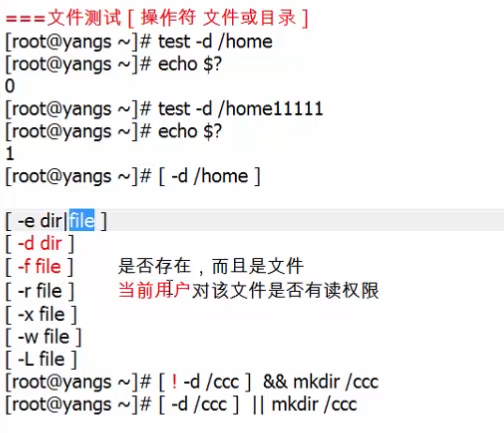 ===文件测试 [ 操作符 文件或目录 ]
[root@yangs ~]# test -d /home
[root@yangs ~]# echo $?
0
[root@yangs ~]# test -d /home11111
[root@yangs ~]# echo $?
1
[root@yangs ~]# [ -d /home ]
[ -e dir|file ]
[ -d dir ]
[ -f file ] 是否存在，而且是文件
[ -r file ] 当前用户对该文件是否有读权限
[ -x file ]
[ -w file ]
[ -L file ]
[root@yangs ~]# [ ! -d /ccc ] && mkdir /ccc
[root@yangs ~]# [ -d /ccc ] || mkdir /ccc